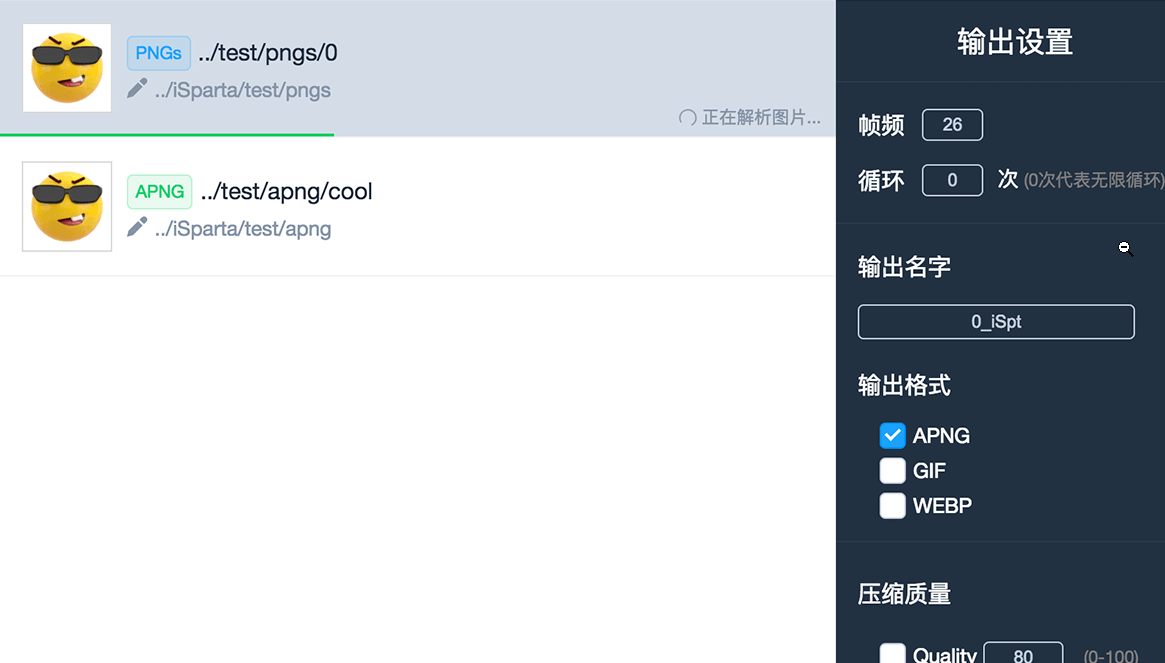 PNGs ../test/pngs/0
../iSparta/test/pngs
正在解析图片...
APNG ../test/apng/cool
../iSparta/test/apng
输出设置
帧频 26
循环 0 次 (0次代表无限循环)
输出名字
0_iSpt
输出格式
APNG
GIF
WEBP
压缩质量
Quality 80 (0-100)